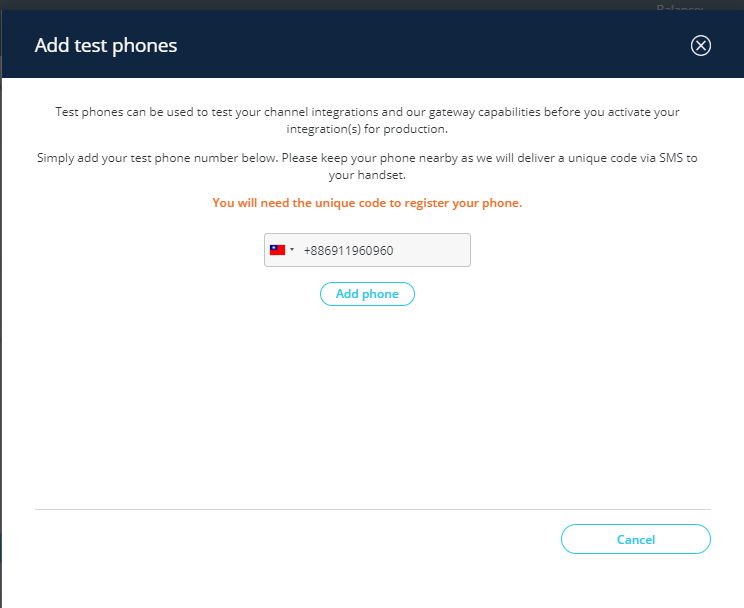 Add test phones
Test phones can be used to test your channel integrations and our gateway capabilities before you activate your
integration(s) for production.
Simply add your test phone number below. Please keep your phone nearby as we will deliver a unique code via SMS to
your handset.
You will need the unique code to register your phone.
+886911960960
Add phone
Cancel